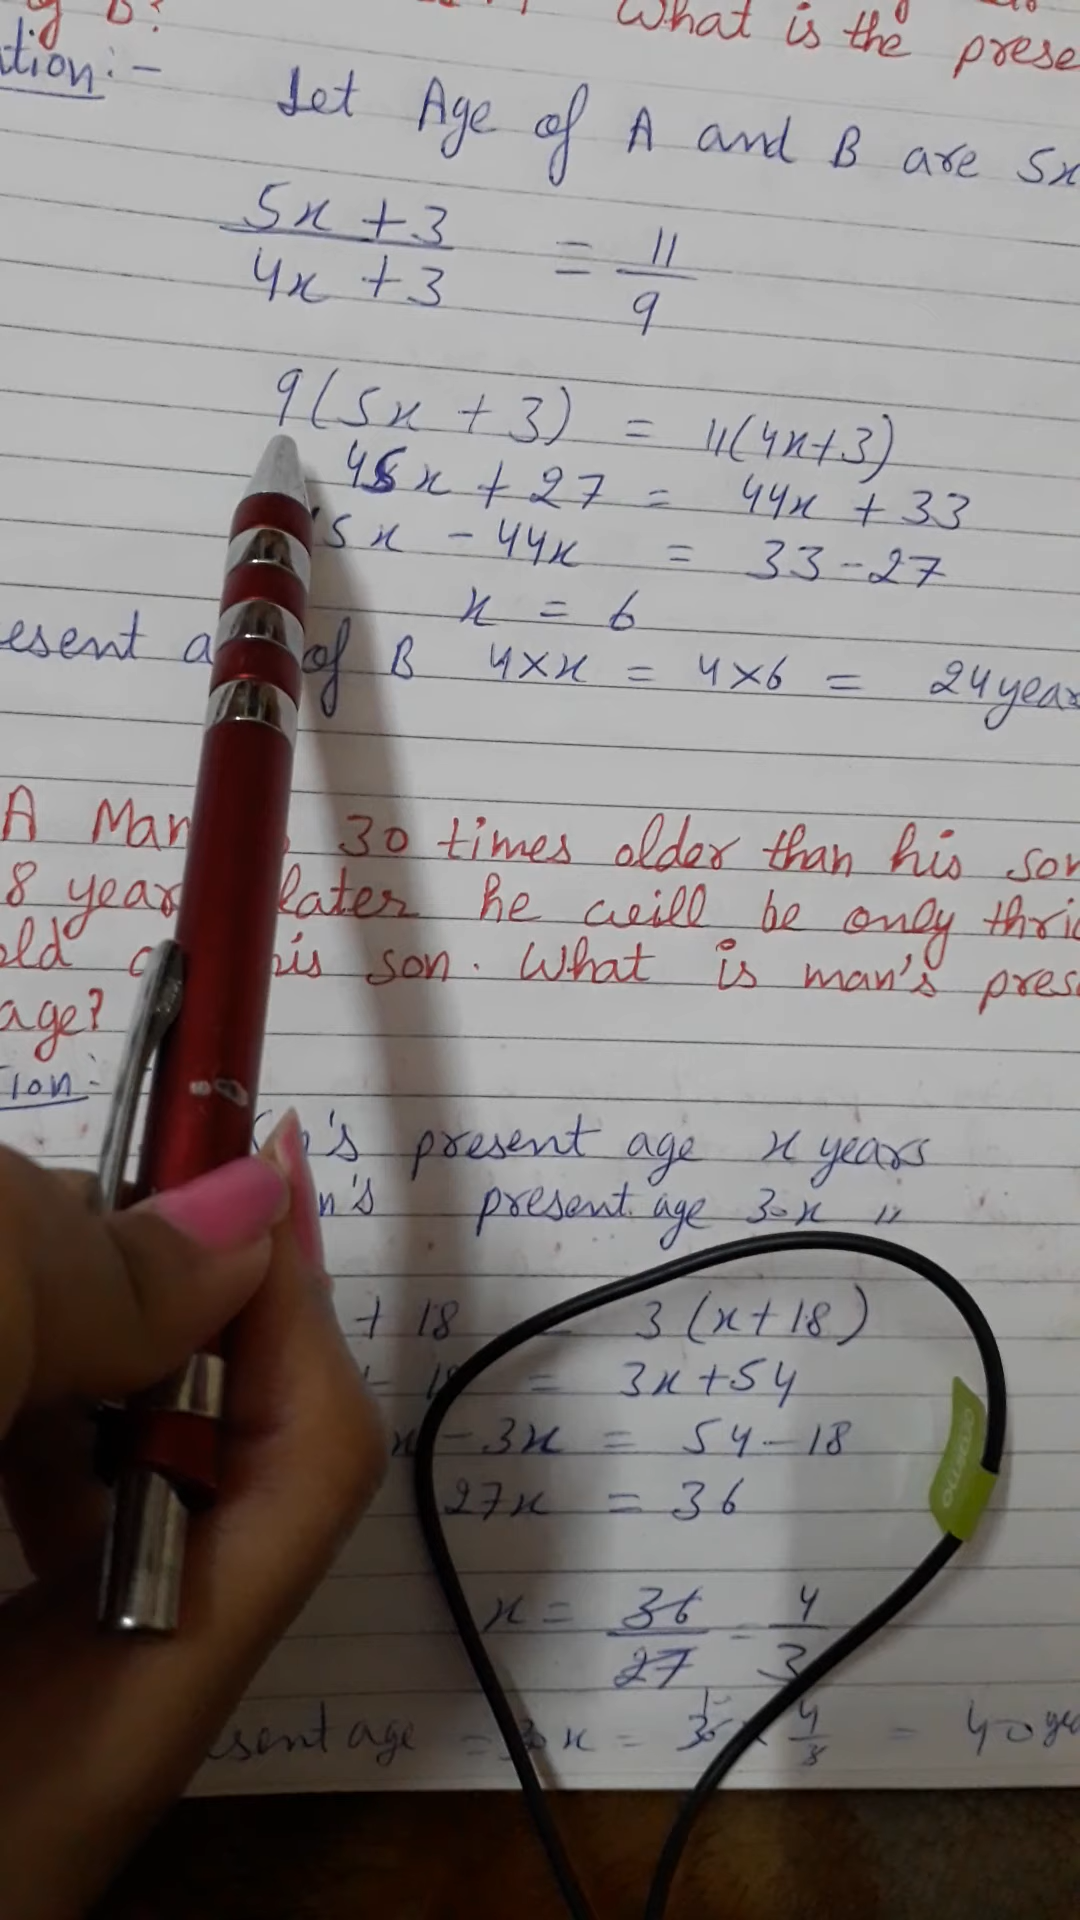 B? What is the prese
tion:- Let Age of A and B are 5x
5x + 3 / 4x + 3 = 11 / 9
9(5x + 3) = 11(4x+3)
45x + 27 = 44x + 33
5x - 44x = 33-27
x = 6
esent a of B 4×x = 4×6 = 24 year
A Man 30 times older than his son
8 year later he will be only thri
old his son. What is man's pres
age?
tion:-
's present age x years
n's present age 30x "
+ 18 3(x+18)
18 = 3x+54
x-3x = 54-18
27x = 36
x = 36/27 = 4/3
sent age = 30x = 30 × 4/3 = 40 yea